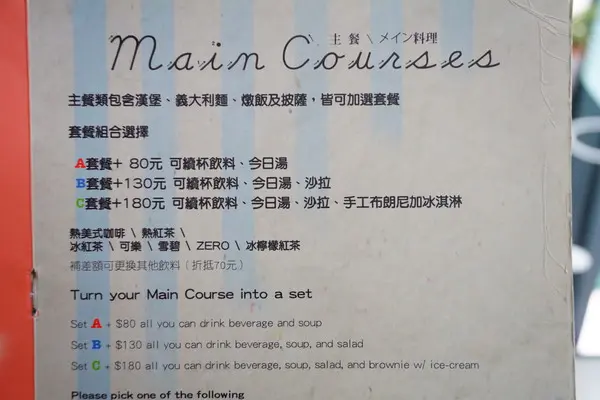 主餐 \ メイン料理
Main Courses
主餐類包含漢堡、義大利麵、燉飯及披薩，皆可加選套餐
套餐組合選擇
A套餐+ 80元 可續杯飲料、今日湯
B套餐+130元 可續杯飲料、今日湯、沙拉
C套餐+180元 可續杯飲料、今日湯、沙拉、手工布朗尼加冰淇淋
熱美式咖啡 \ 熱紅茶 \
冰紅茶 \ 可樂 \ 雪碧 \ ZERO \ 冰檸檬紅茶
補差額可更換其他飲料（折抵70元）
Turn your Main Course into a set
Set A + $80 all you can drink beverage and soup
Set B + $130 all you can drink beverage, soup, and salad
Set C + $180 all you can drink beverage, soup, salad, and brownie w/ ice-cream
Please pick one of the following